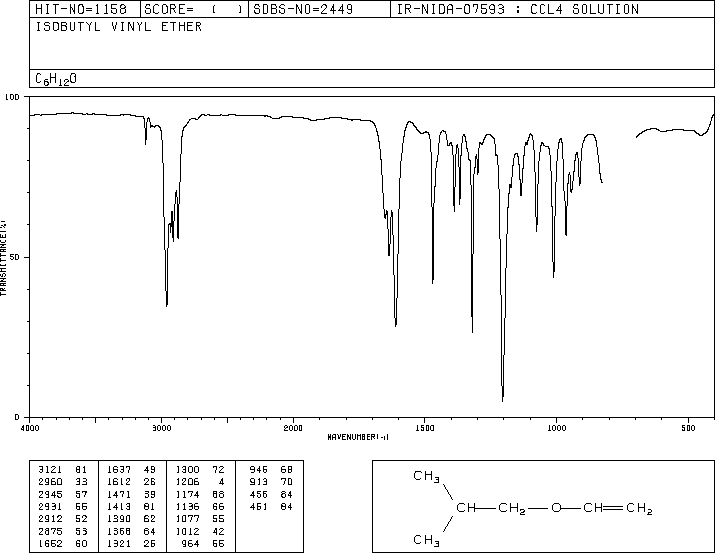 HIT-NO=1158 SCORE= ( ) SDBS-NO=2449 IR-NIDA-07593 : CCL4 SOLUTION
ISOBUTYL VINYL ETHER
C6H12O
100
50
0
TRANSMITTANCE(%)
4000 3000 2000 1500 1000 500
WAVENUMBER(-1)
3121 81 1637 49 1300 72 946 68
2960 33 1612 26 1206 4 913 70
2945 57 1471 39 1174 68 456 84
2931 55 1413 81 1136 66 451 84
2912 52 1390 62 1077 55
2875 53 1368 64 1012 42
1652 60 1321 26 964 55
CH3
CH—CH2—O—CH=CH2
CH3